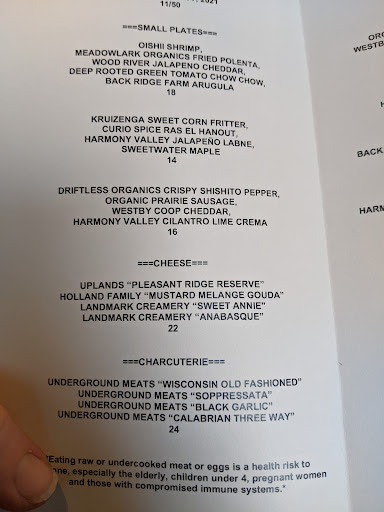 2021
11/50
===SMALL PLATES===
OISHII SHRIMP,
MEADOWLARK ORGANICS FRIED POLENTA,
WOOD RIVER JALAPENO CHEDDAR,
DEEP ROOTED GREEN TOMATO CHOW CHOW,
BACK RIDGE FARM ARUGULA
18
KRUIZENGA SWEET CORN FRITTER,
CURIO SPICE RAS EL HANOUT,
HARMONY VALLEY JALAPEÑO LABNE,
SWEETWATER MAPLE
14
DRIFTLESS ORGANICS CRISPY SHISHITO PEPPER,
ORGANIC PRAIRIE SAUSAGE,
WESTBY COOP CHEDDAR,
HARMONY VALLEY CILANTRO LIME CREMA
16
===CHEESE===
UPLANDS “PLEASANT RIDGE RESERVE”
HOLLAND FAMILY “MUSTARD MELANGE GOUDA”
LANDMARK CREAMERY “SWEET ANNIE”
LANDMARK CREAMERY “ANABASQUE”
22
===CHARCUTERIE===
UNDERGROUND MEATS “WISCONSIN OLD FASHIONED”
UNDERGROUND MEATS “SOPPRESSATA”
UNDERGROUND MEATS “BLACK GARLIC”
UNDERGROUND MEATS “CALABRIAN THREE WAY”
24
"Eating raw or undercooked meat or eggs is a health risk to
one, especially the elderly, children under 4, pregnant women
and those with compromised immune systems."
OR
WESTB
H
BACK
HARM